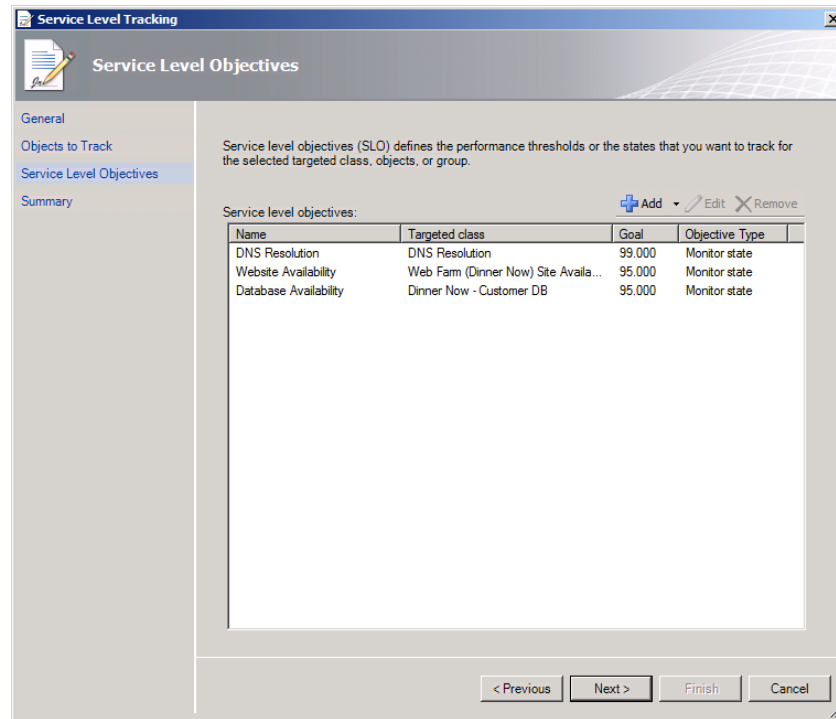 Service Level Tracking
Service Level Objectives
General
Objects to Track
Service Level Objectives
Summary
Service level objectives (SLO) defines the performance thresholds or the states that you want to track for
the selected targeted class, objects, or group.
Add Edit Remove
Service level objectives:
Name Targeted class Goal Objective Type
DNS Resolution DNS Resolution 99.000 Monitor state
Website Availability Web Farm (Dinner Now) Site Availa... 95.000 Monitor state
Database Availability Dinner Now - Customer DB 95.000 Monitor state
< Previous Next > Finish Cancel